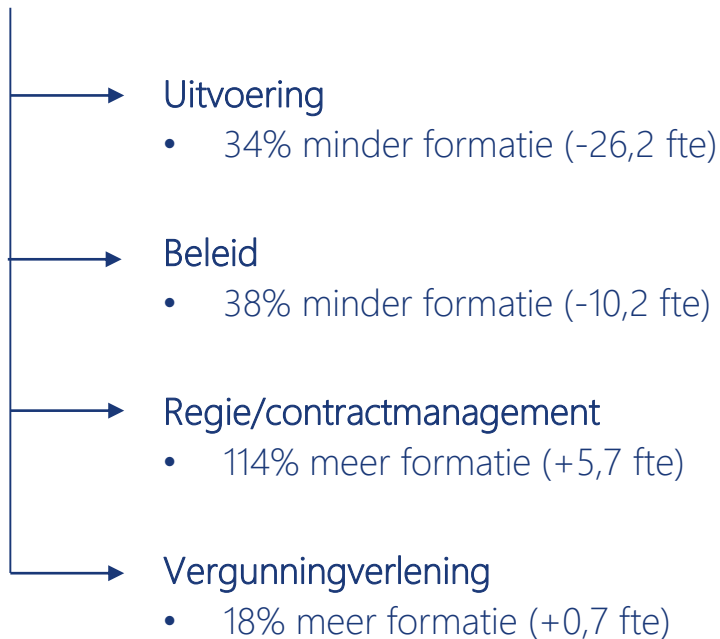 Uitvoering
• 34% minder formatie (-26,2 fte)
Beleid
• 38% minder formatie (-10,2 fte)
Regie/contractmanagement
• 114% meer formatie (+5,7 fte)
Vergunningverlening
• 18% meer formatie (+0,7 fte)